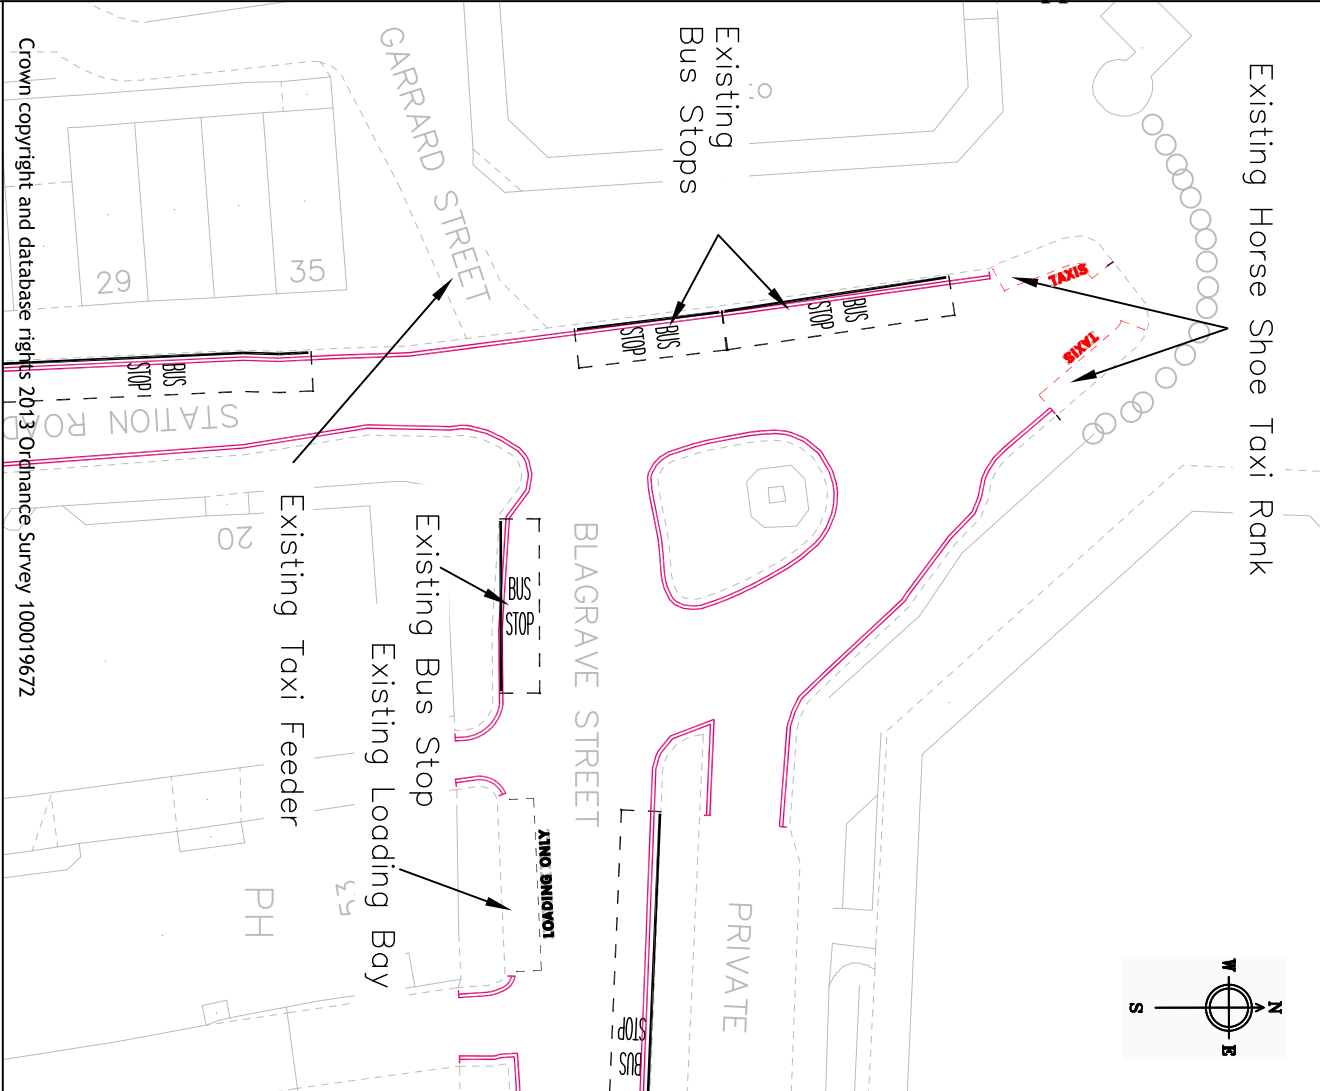 Existing Horse Shoe Taxi Rank
Existing
Bus Stops
GARRARD STREET
TAXIS
TAXIS
BUS
STOP
BUS
STOP
BUS
STOP
29
35
STATION ROAD
20
Existing Taxi Feeder
Existing Bus Stop
Existing Loading Bay
BUS
STOP
BLAGRAVE STREET
LOADING ONLY
PH
53
PRIVATE
BUS
STOP
N
W
E
S
Crown copyright and database rights 2013 Ordnance Survey 100019672